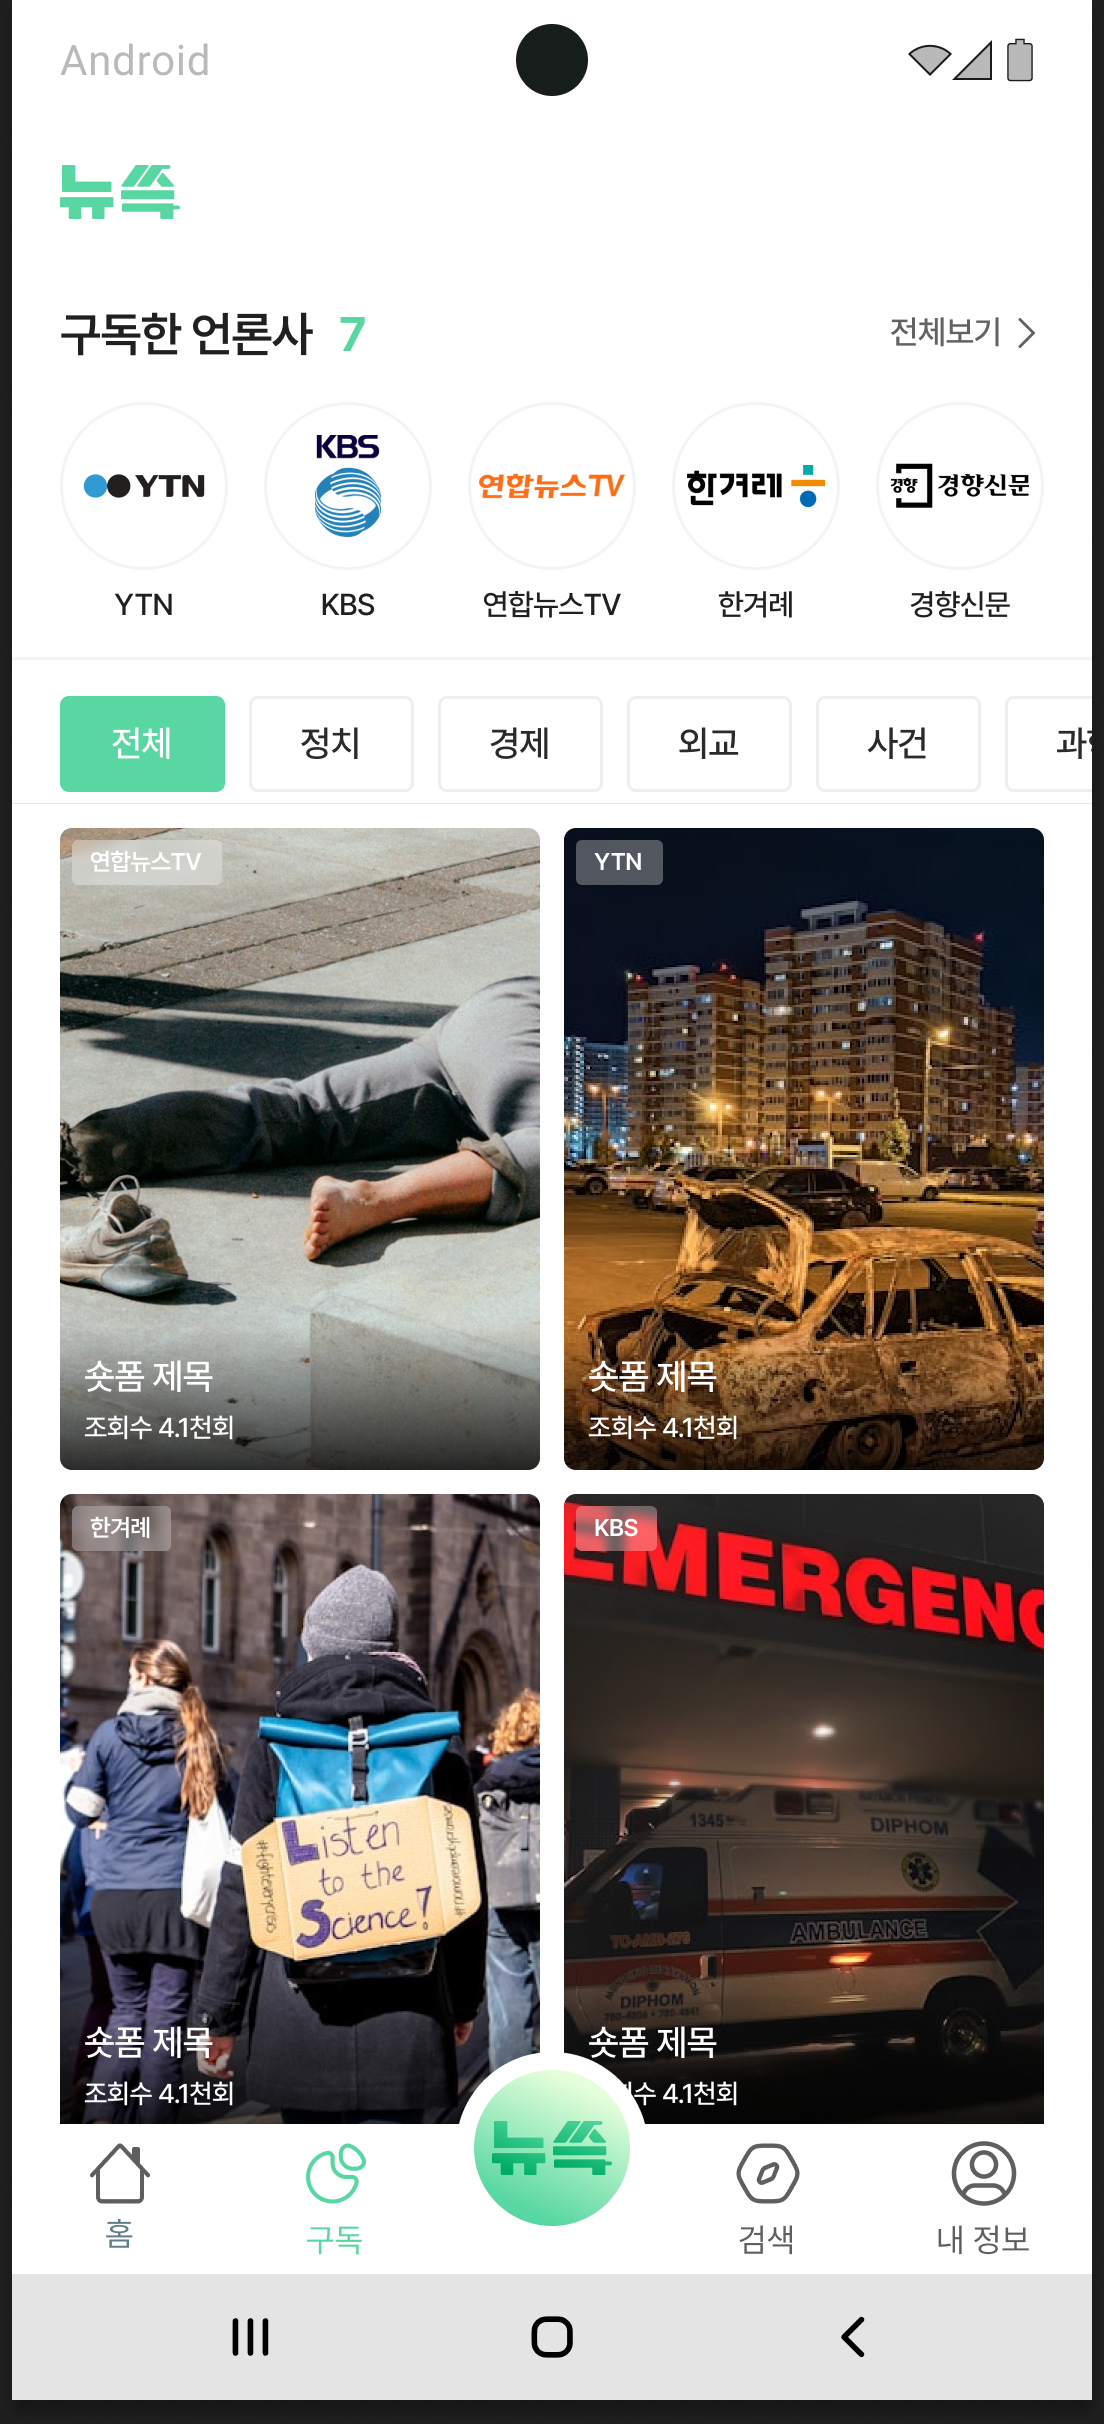 Android
뉴쏙
구독한 언론사 7
전체보기
YTN
KBS
연합뉴스TV
한겨레
경향
경향신문
YTN
KBS
연합뉴스TV
한겨레
경향신문
전체
정치
경제
외교
사건
연합뉴스TV
YTN
숏폼 제목
조회수 4.1천회
숏폼 제목
조회수 4.1천회
한겨레
KBS
EMERGENC
Listen
to the
Science!
1345
DIPHOM
AMBULANCE
DIPHOM
숏폼 제목
조회수 4.1천회
숏폼 제목
수 4.1천회
뉴쏙
홈
구독
검색
내 정보